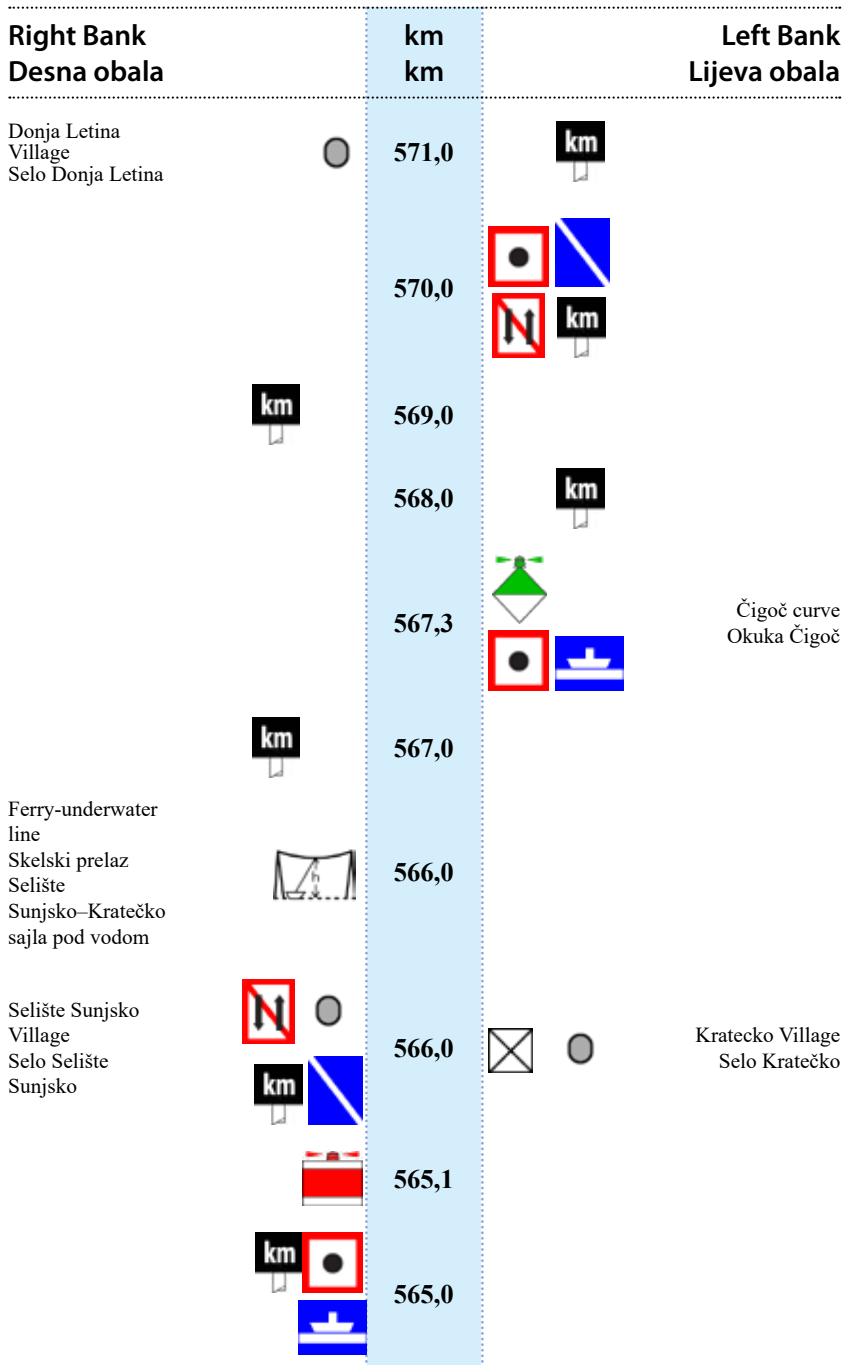 Right Bank km Left Bank
Desna obala km Lijeva obala
Donja Letina
Village
Selo Donja Letina
571,0
km
570,0
km
km
569,0
568,0
km
567,3
Čigoč curve
Okuka Čigoč
km
567,0
Ferry-underwater
line
Skelski prelaz
Selište
Sunjsko–Kratečko
sajla pod vodom
h
566,0
Selište Sunjsko
Village
Selo Selište
Sunjsko
km
566,0
Kratecko Village
Selo Kratečko
565,1
km
565,0